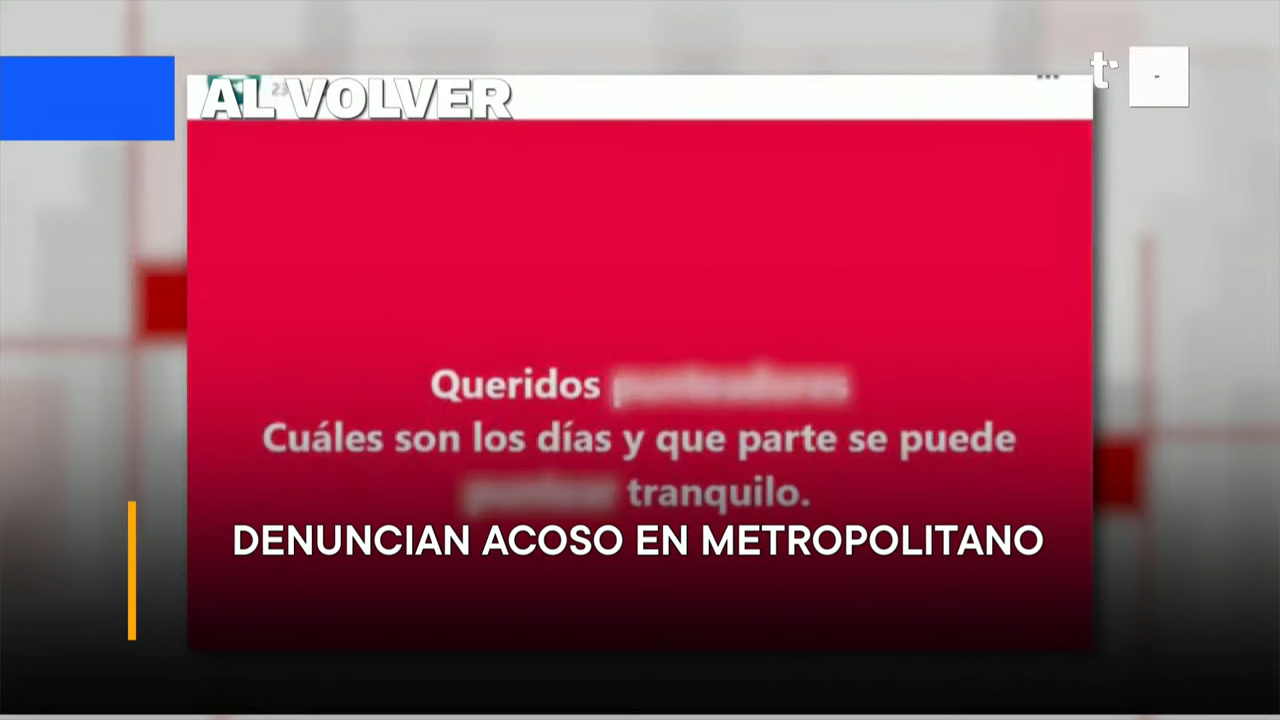 AL VOLVER
Queridos
Cuáles son los días y que parte se puede
tranquilo.
DENUNCIAN ACOSO EN METROPOLITANO